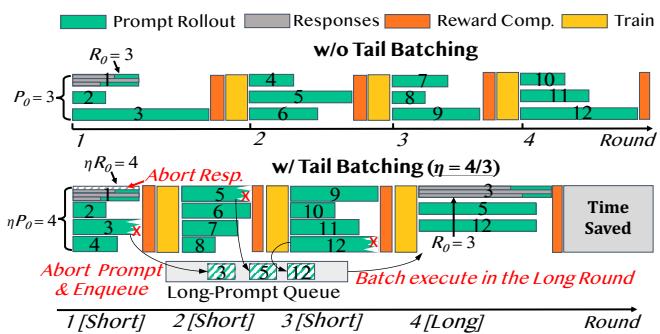 Prompt Rollout Responses Reward Comp. Train
w/o Tail Batching
R₀ = 3
P₀ = 3
1 4 7 10
2 5 8 11
3 6 9 12
1 2 3 4 Round
w/ Tail Batching (η = 4/3)
ηR₀ = 4
Abort Resp.
ηP₀ = 4
1 5 x 9 3
2 6 10 5
3 x 7 11 12
4 8 12 x
R₀ = 3
Time
Saved
Abort Prompt
& Enqueue
3 5 12
Long-Prompt Queue
Batch execute in the Long Round
1 [Short] 2 [Short] 3 [Short] 4 [Long] Round